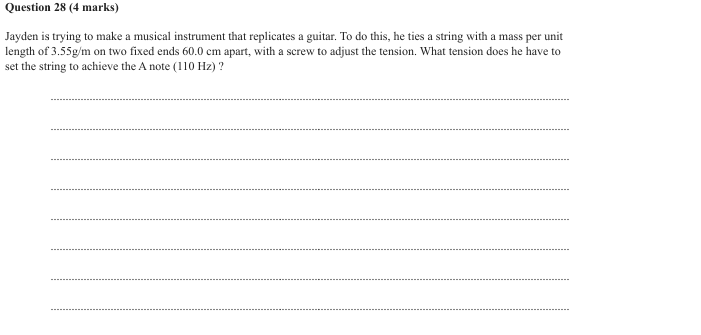 Question 28 (4 marks)
Jayden is trying to make a musical instrument that replicates a guitar. To do this, he ties a string with a mass per unit
length of 3.55g/m on two fixed ends 60.0 cm apart, with a screw to adjust the tension. What tension does he have to
set the string to achieve the A note (110 Hz) ?